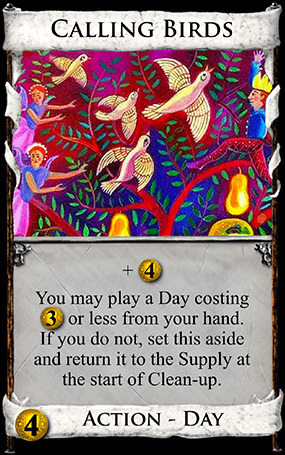 CALLING BIRDS
+ 4
You may play a Day costing
3 or less from your hand.
If you do not, set this aside
and return it to the Supply at
the start of Clean-up.
4 ACTION - DAY